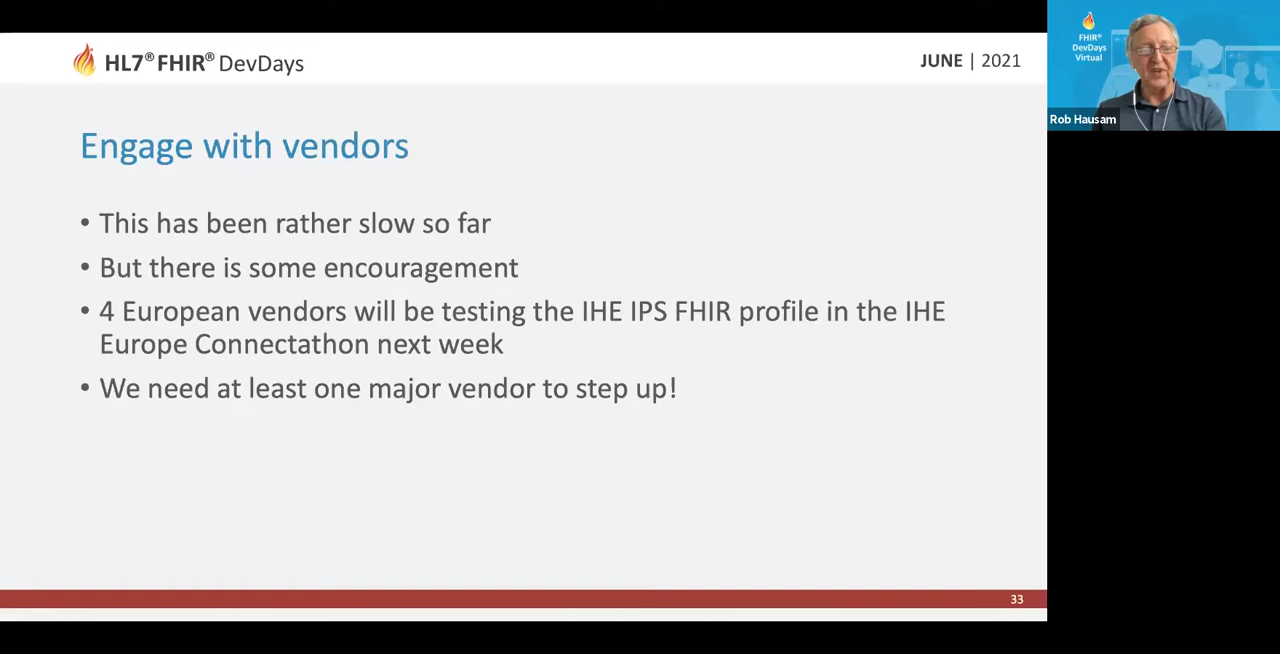 HL7® FHIR® DevDays
JUNE | 2021
FHIR®
DevDays
Virtual
Rob Hausam
Engage with vendors
• This has been rather slow so far
• But there is some encouragement
• 4 European vendors will be testing the IHE IPS FHIR profile in the IHE
Europe Connectathon next week
• We need at least one major vendor to step up!
33